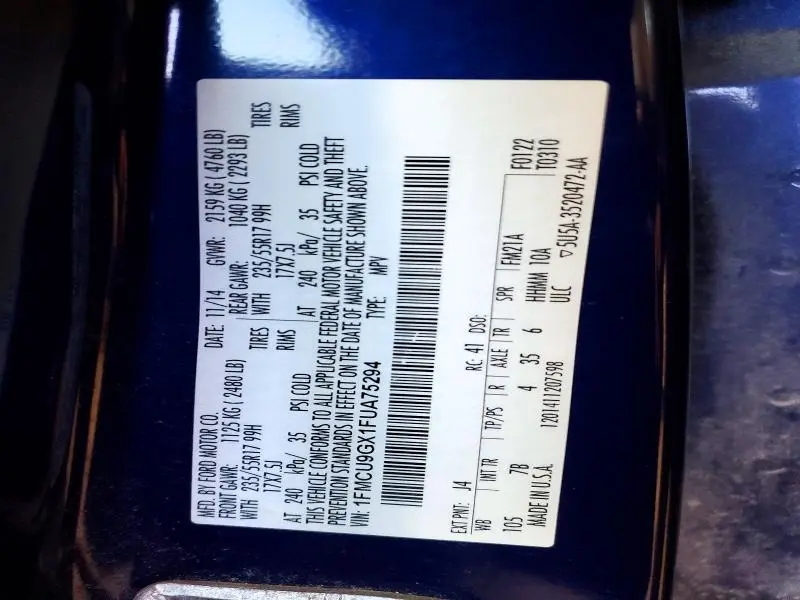 MFD. BY FORD MOTOR CO. DATE: 11/14 GVWR: 2159 KG ( 4760 LB)
FRONT GAWR: 1125 KG ( 2480 LB) REAR GAWR: 1040 KG ( 2293 LB)
WITH 235/55R17 99H TIRES WITH 235/55R17 99H TIRES
17X7.5J RIMS 17X7.5J RIMS
AT 240 kPa/ 35 PSI COLD AT 240 kPa/ 35 PSI COLD
THIS VEHICLE CONFORMS TO ALL APPLICABLE FEDERAL MOTOR VEHICLE SAFETY AND THEFT
PREVENTION STANDARDS IN EFFECT ON THE DATE OF MANUFACTURE SHOWN ABOVE.
VIN: 1FMCU9GX1FUA75294 TYPE: MPV
EXT PNT: J4 RC: 41 DSO: F0122
WB INT TR TP/PS R AXLE TR SPR FM21A T0310
105 7B 4 35 6 HHMM 10A
MADE IN U.S.A. 1201411207598 ULC ▽5U5A-3520472-AA